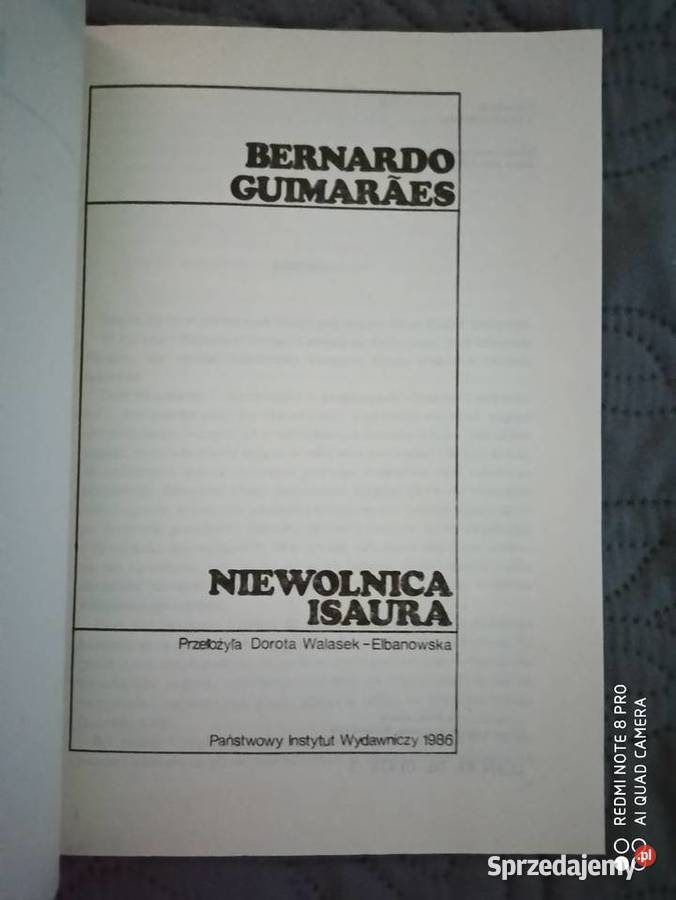 BERNARDO
GUIMARÃES
NIEWOLNICA
ISAURA
Przełożyła Dorota Walasek-Elbanowska
Państwowy Instytut Wydawniczy 1986
REDMI NOTE 8 PRO
AI QUAD CAMERA
Sprzedajemy.pl